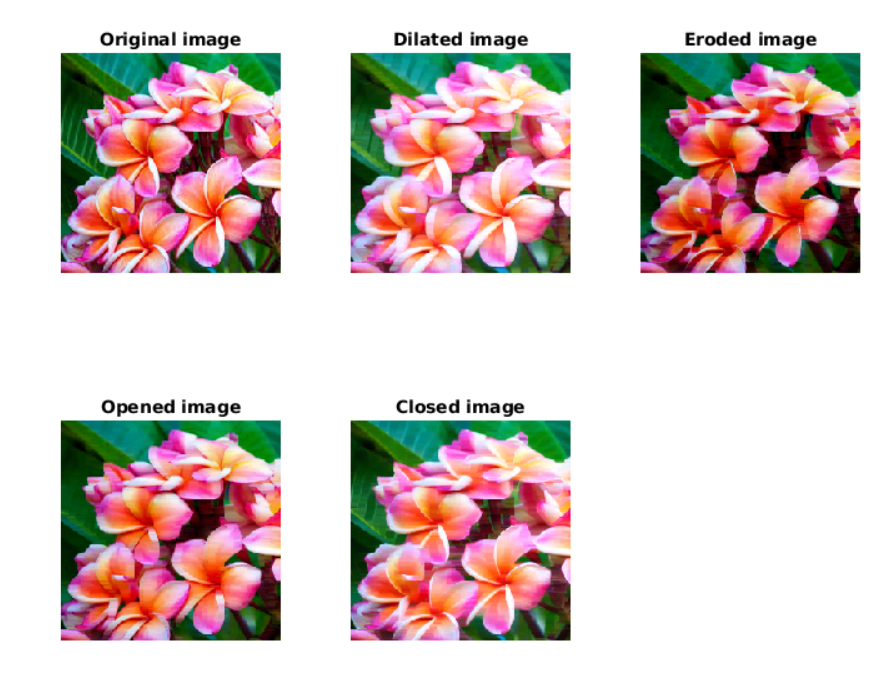 Original image
Dilated image
Eroded image
Opened image
Closed image